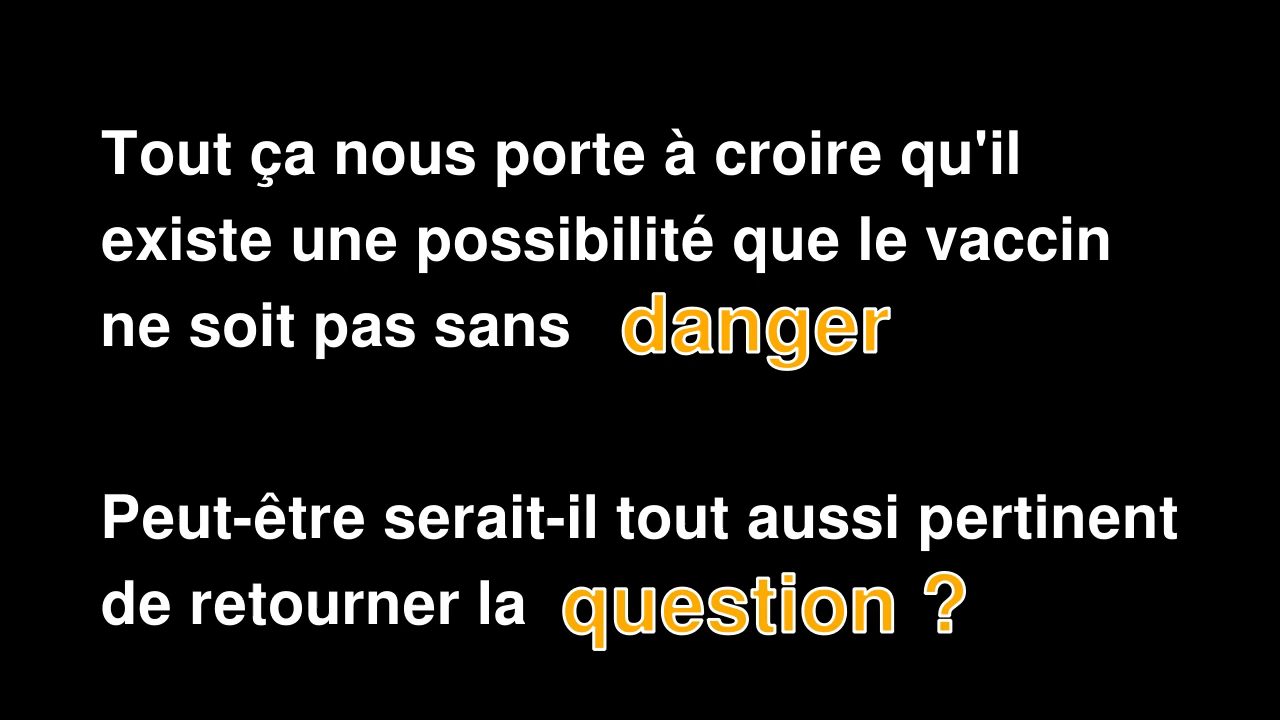 Tout ça nous porte à croire qu'il
existe une possibilité que le vaccin
ne soit pas sans danger
Peut-être serait-il tout aussi pertinent
de retourner la question ?